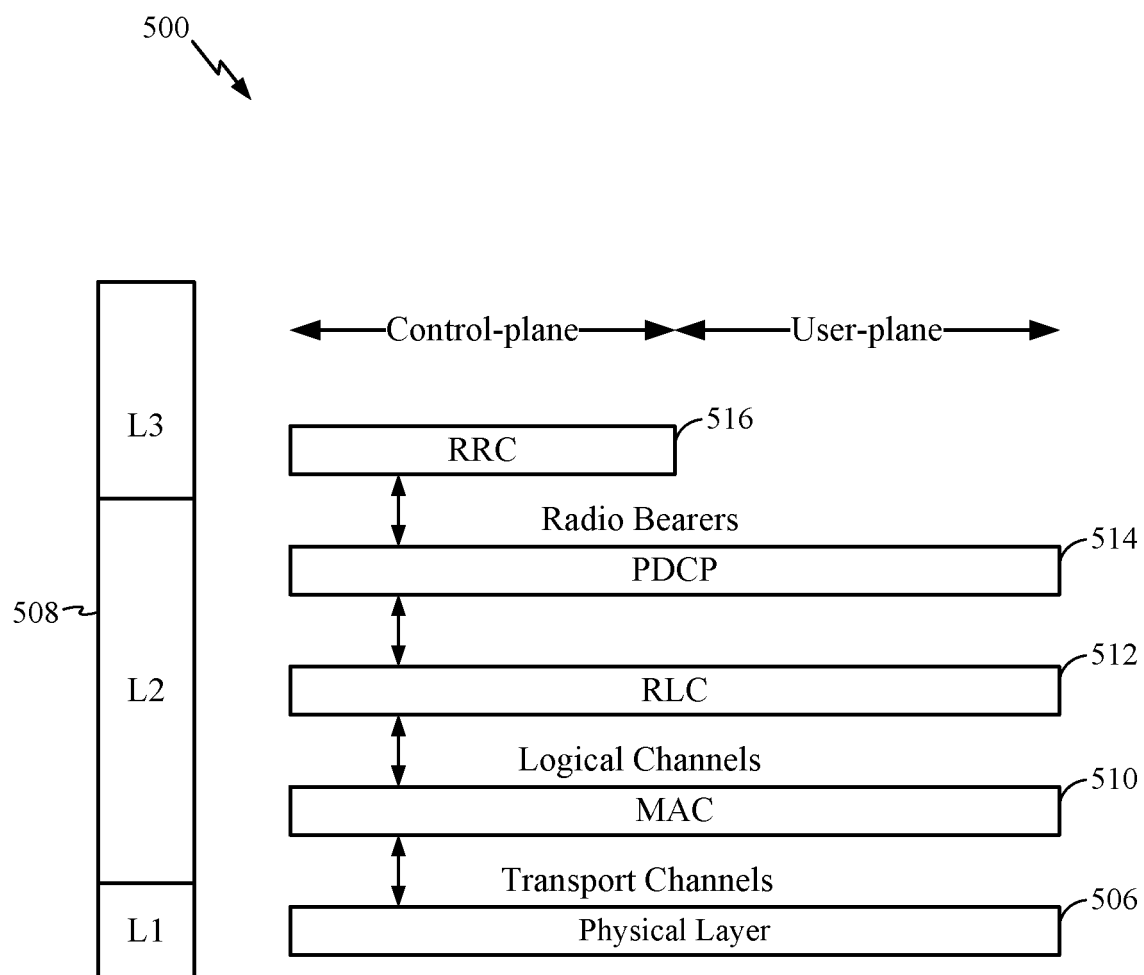 500
Control-plane User-plane
L3
RRC
516
Radio Bearers
514
PDCP
508
L2
512
RLC
Logical Channels
510
MAC
Transport Channels
506
L1
Physical Layer